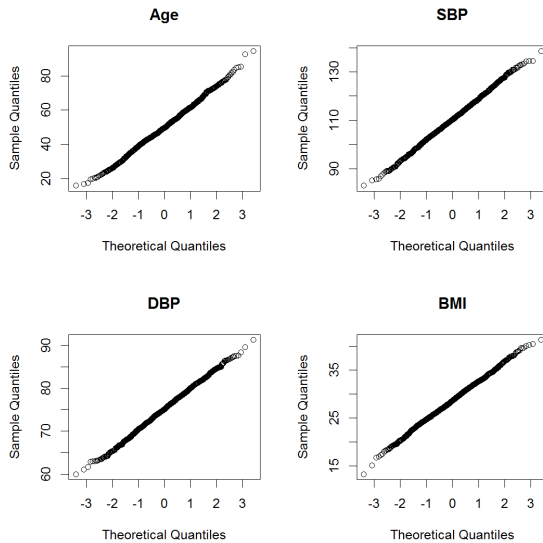 Age
Sample Quantiles
20 40 60 80
-3 -2 -1 0 1 2 3
Theoretical Quantiles
SBP
Sample Quantiles
90 110 130
-3 -2 -1 0 1 2 3
Theoretical Quantiles
DBP
Sample Quantiles
60 70 80 90
-3 -2 -1 0 1 2 3
Theoretical Quantiles
BMI
Sample Quantiles
15 25 35
-3 -2 -1 0 1 2 3
Theoretical Quantiles